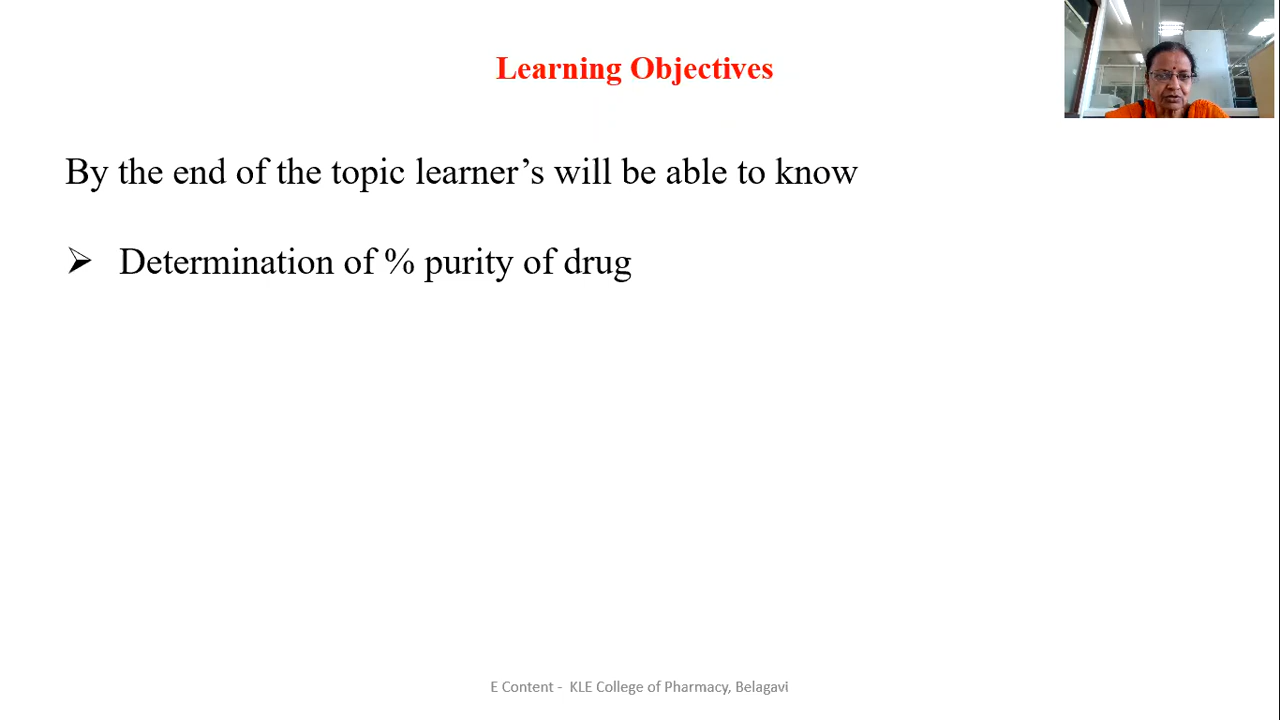 Learning Objectives
By the end of the topic learner’s will be able to know
➢ Determination of % purity of drug
E Content - KLE College of Pharmacy, Belagavi